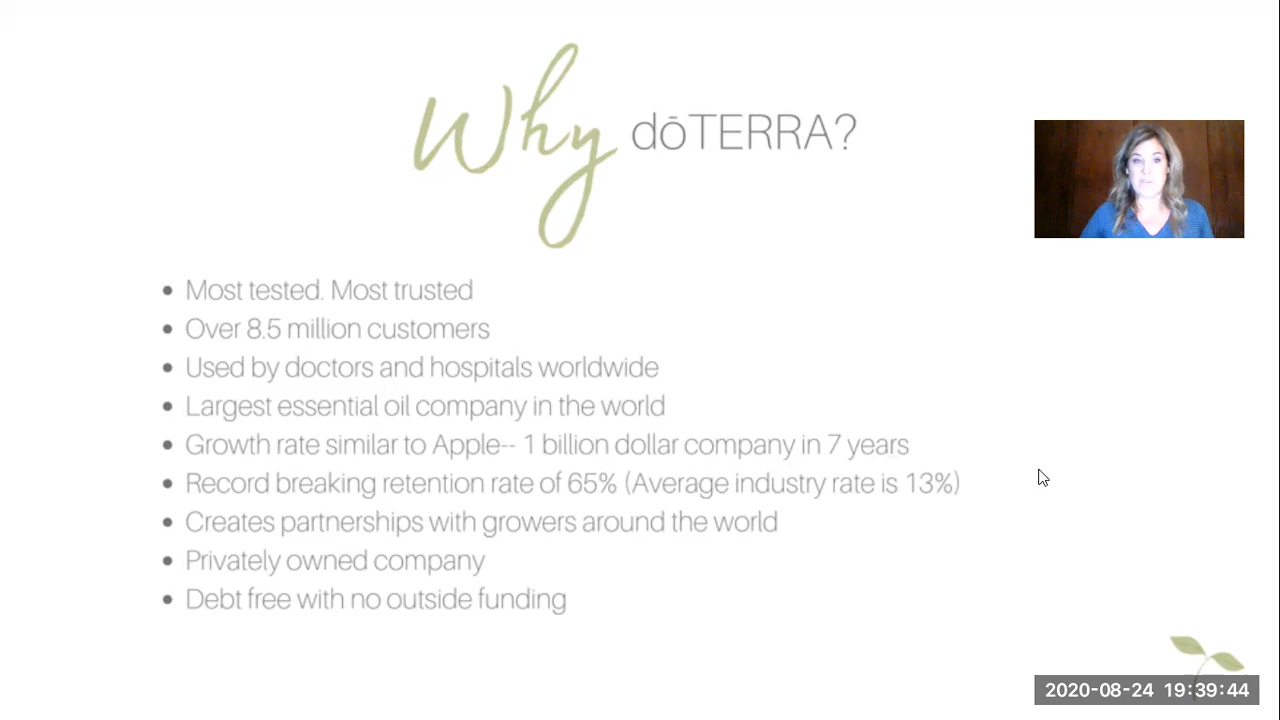 Why dōTERRA?
Most tested. Most trusted
Over 8.5 million customers
Used by doctors and hospitals worldwide
Largest essential oil company in the world
Growth rate similar to Apple-- 1 billion dollar company in 7 years
Record breaking retention rate of 65% (Average industry rate is 13%)
Creates partnerships with growers around the world
Privately owned company
Debt free with no outside funding
2020-08-24 19:39:44